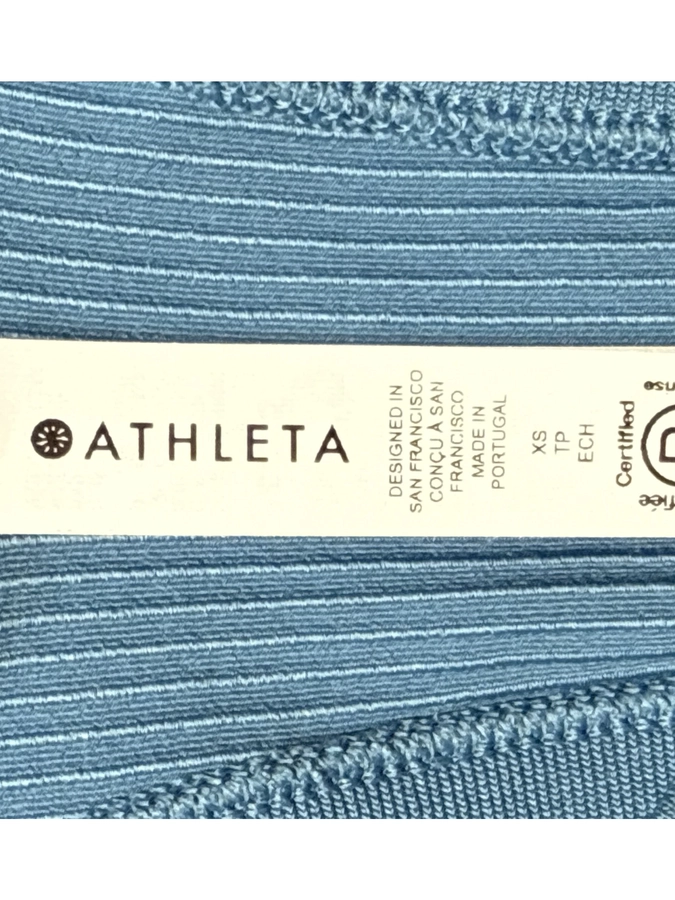 ATHLETA
DESIGNED IN
SAN FRANCISCO
CONÇU À SAN
FRANCISCO
MADE IN
PORTUGAL
XS
TP
ECH
Certified